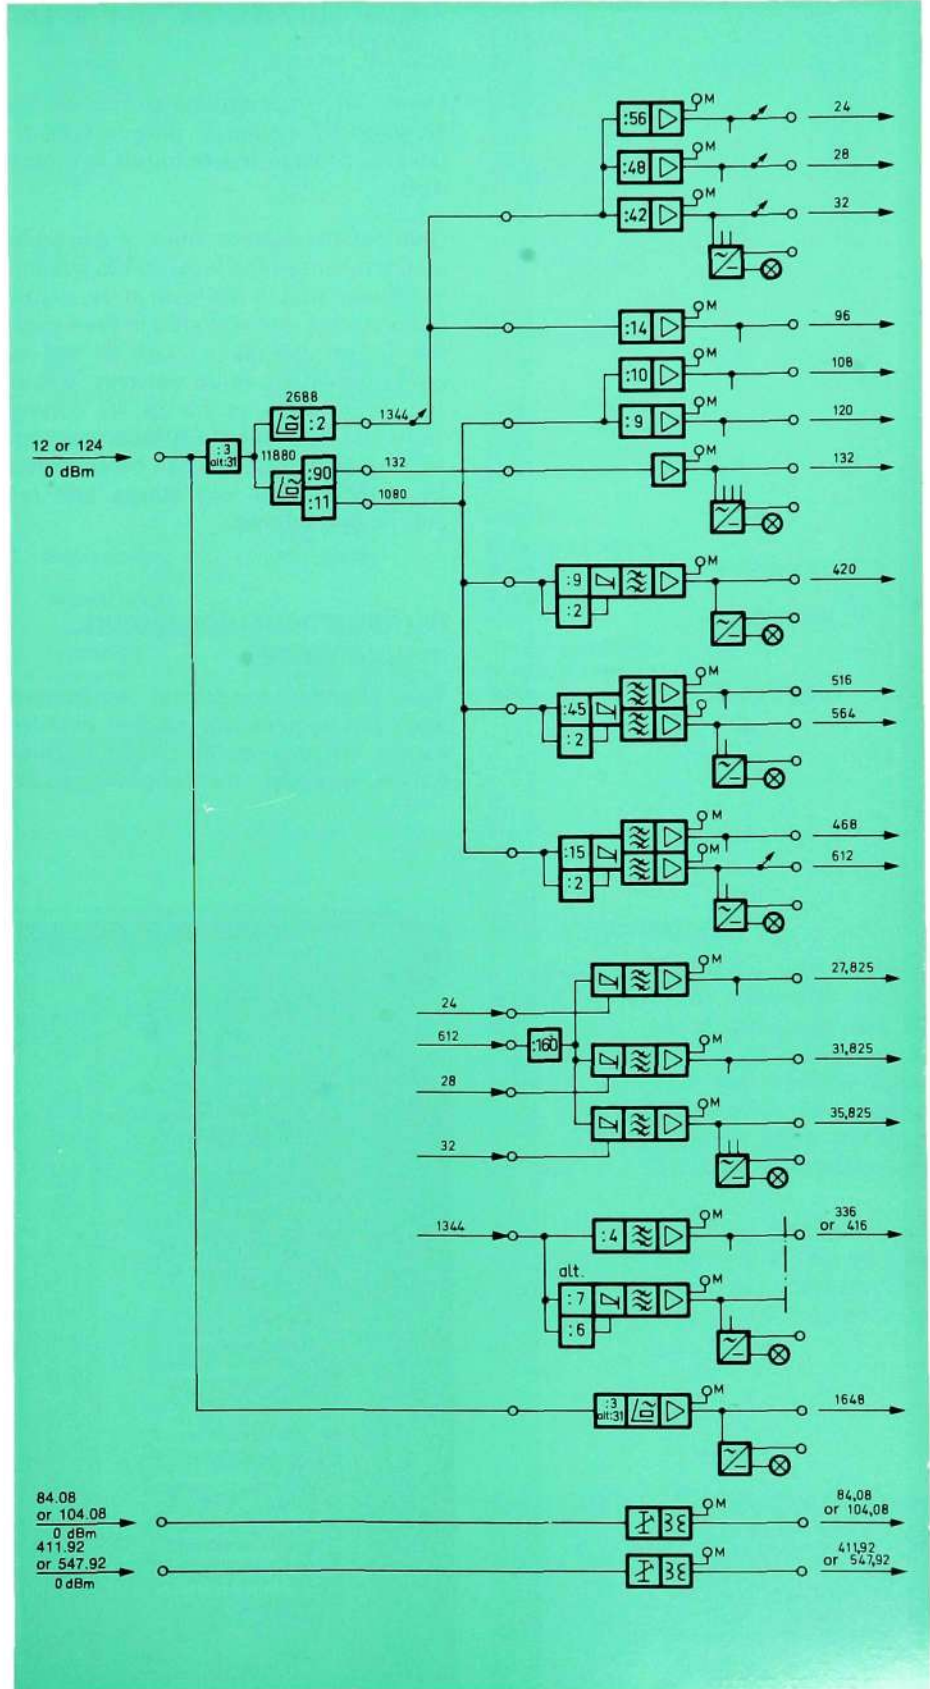 M
:56
24
M
:48
28
M
:42
32
M
:14
96
M
:10
108
2688
:2
1344
M
:9
120
12 or 124
0 dBm
:3
alt:31
11880
:90
132
M
132
:11
1080
M
:9
420
:2
M
516
:45
564
:2
M
468
:15
M
612
:2
M
27,825
24
612
:160
M
31,825
28
M
35,825
32
1344
:4
M
336
or 416
alt.
:7
M
:6
:3
alt:31
M
1648
84.08
or 104.08
0 dBm
M
84,08
or 104,08
411.92
or 547.92
0 dBm
M
411,92
or 547,92